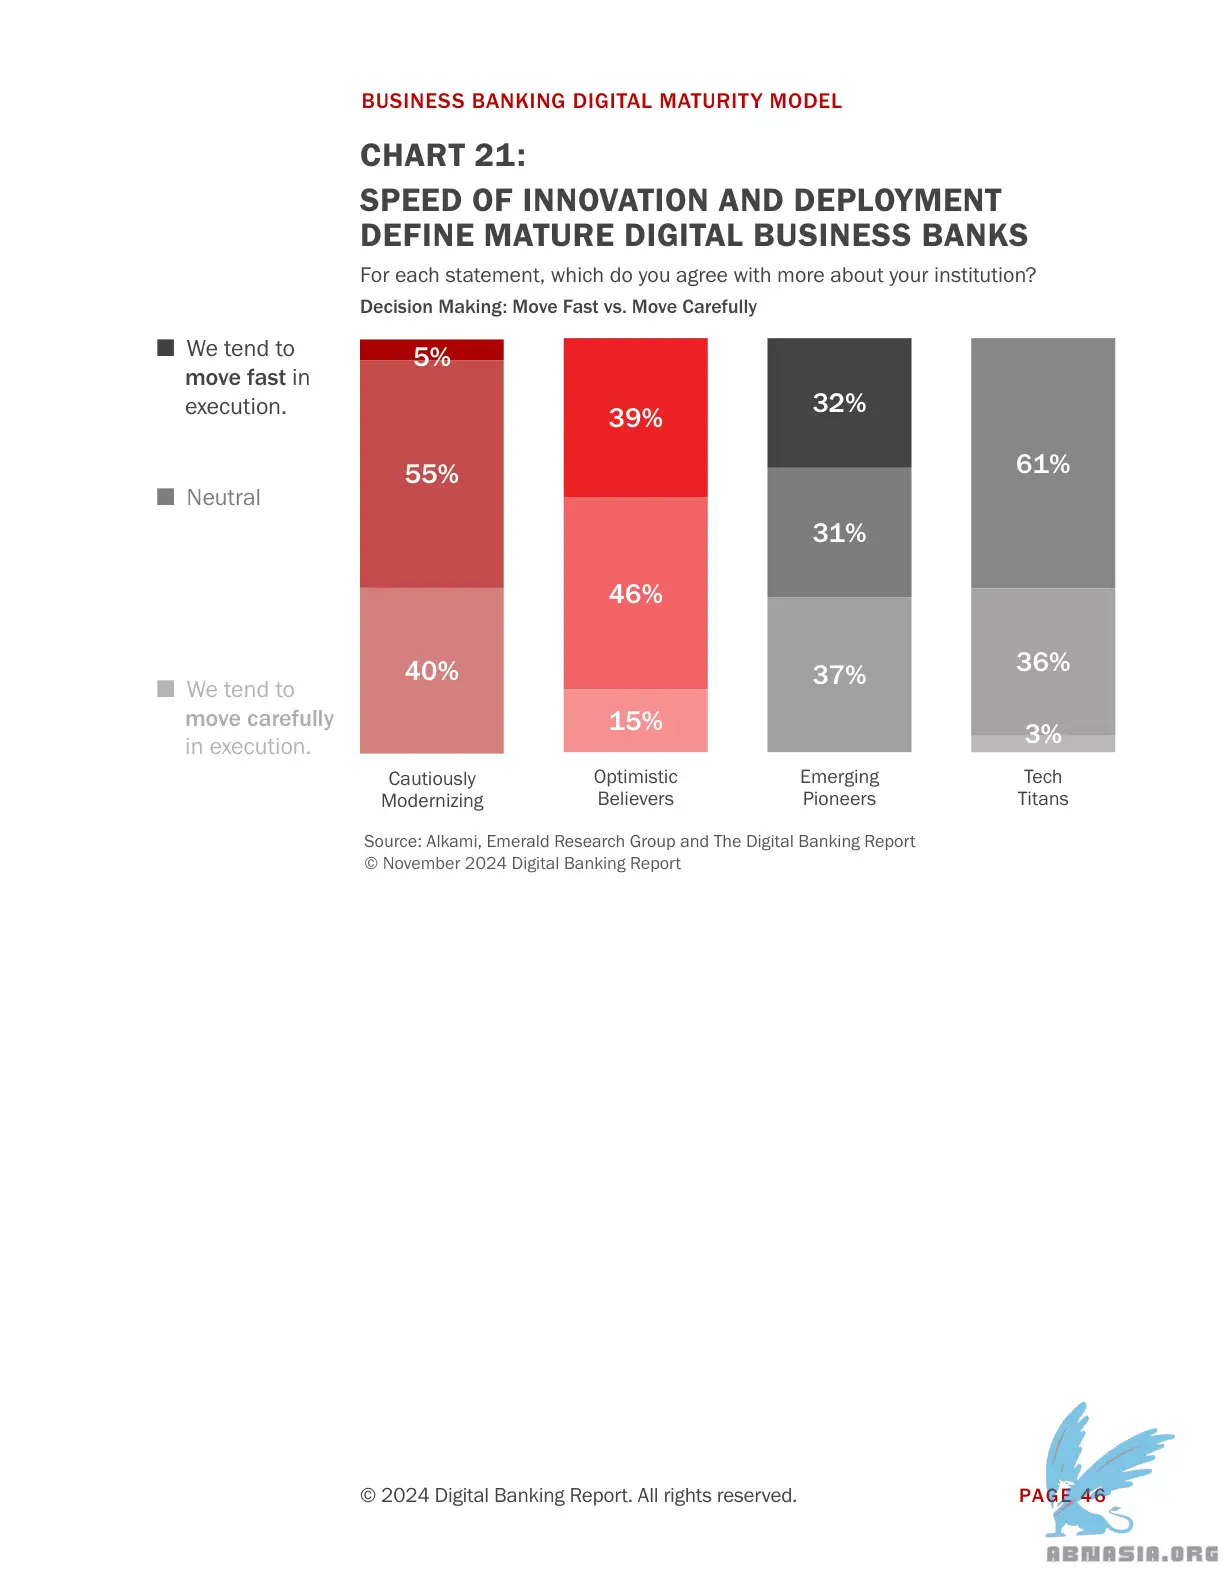 BUSINESS BANKING DIGITAL MATURITY MODEL
CHART 21:
SPEED OF INNOVATION AND DEPLOYMENT
DEFINE MATURE DIGITAL BUSINESS BANKS
For each statement, which do you agree with more about your institution?
Decision Making: Move Fast vs. Move Carefully
We tend to
move fast in
execution.
Neutral
We tend to
move carefully
in execution.
5%
55%
40%
39%
46%
15%
32%
31%
37%
61%
36%
3%
Cautiously
Modernizing
Optimistic
Believers
Emerging
Pioneers
Tech
Titans
Source: Alkami, Emerald Research Group and The Digital Banking Report
© November 2024 Digital Banking Report
© 2024 Digital Banking Report. All rights reserved.
PAGE 46
ABNASIA.ORG